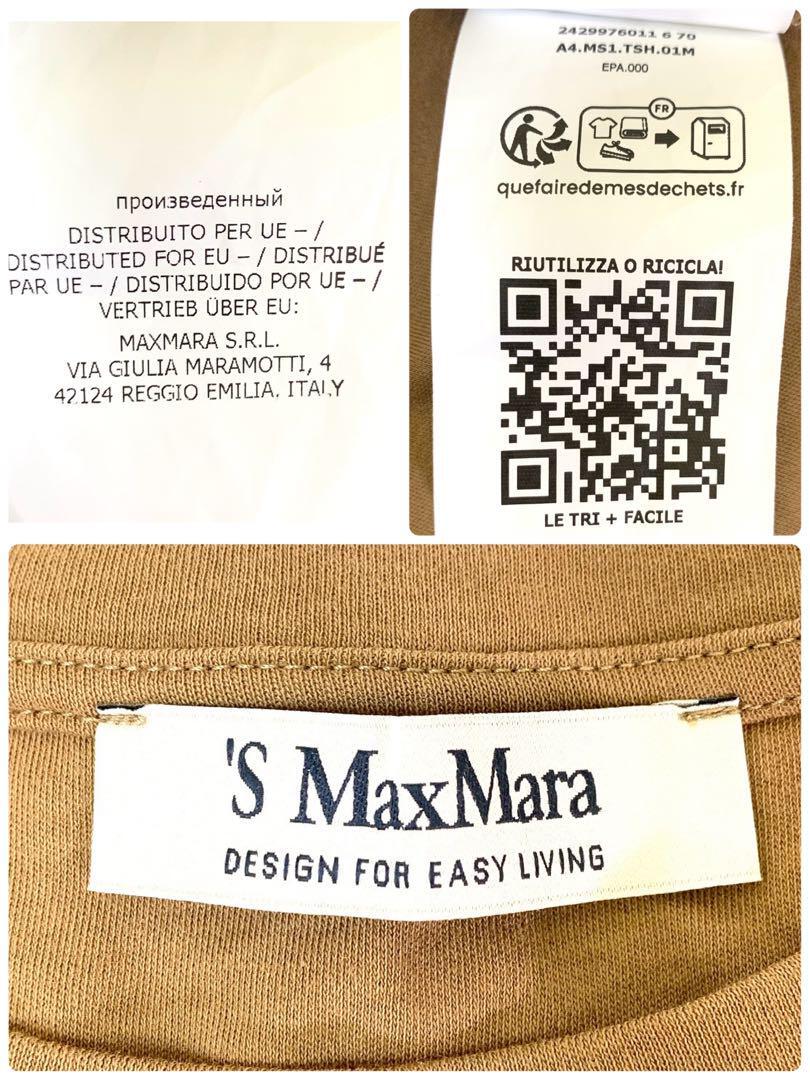 произведенный
DISTRIBUITO PER UE – /
DISTRIBUTED FOR EU – / DISTRIBUÉ
PAR UE – / DISTRIBUIDO POR UE – /
VERTRIEB ÜBER EU:
MAXMARA S.R.L.
VIA GIULIA MARAMOTTI, 4
42124 REGGIO EMILIA, ITALY
2429976011 6 70
A4.MS1.TSH.01M
EPA.000
FR
quefairedemesdechets.fr
RIUTILIZZA O RICICLA!
LE TRI + FACILE
'S MaxMara
DESIGN FOR EASY LIVING